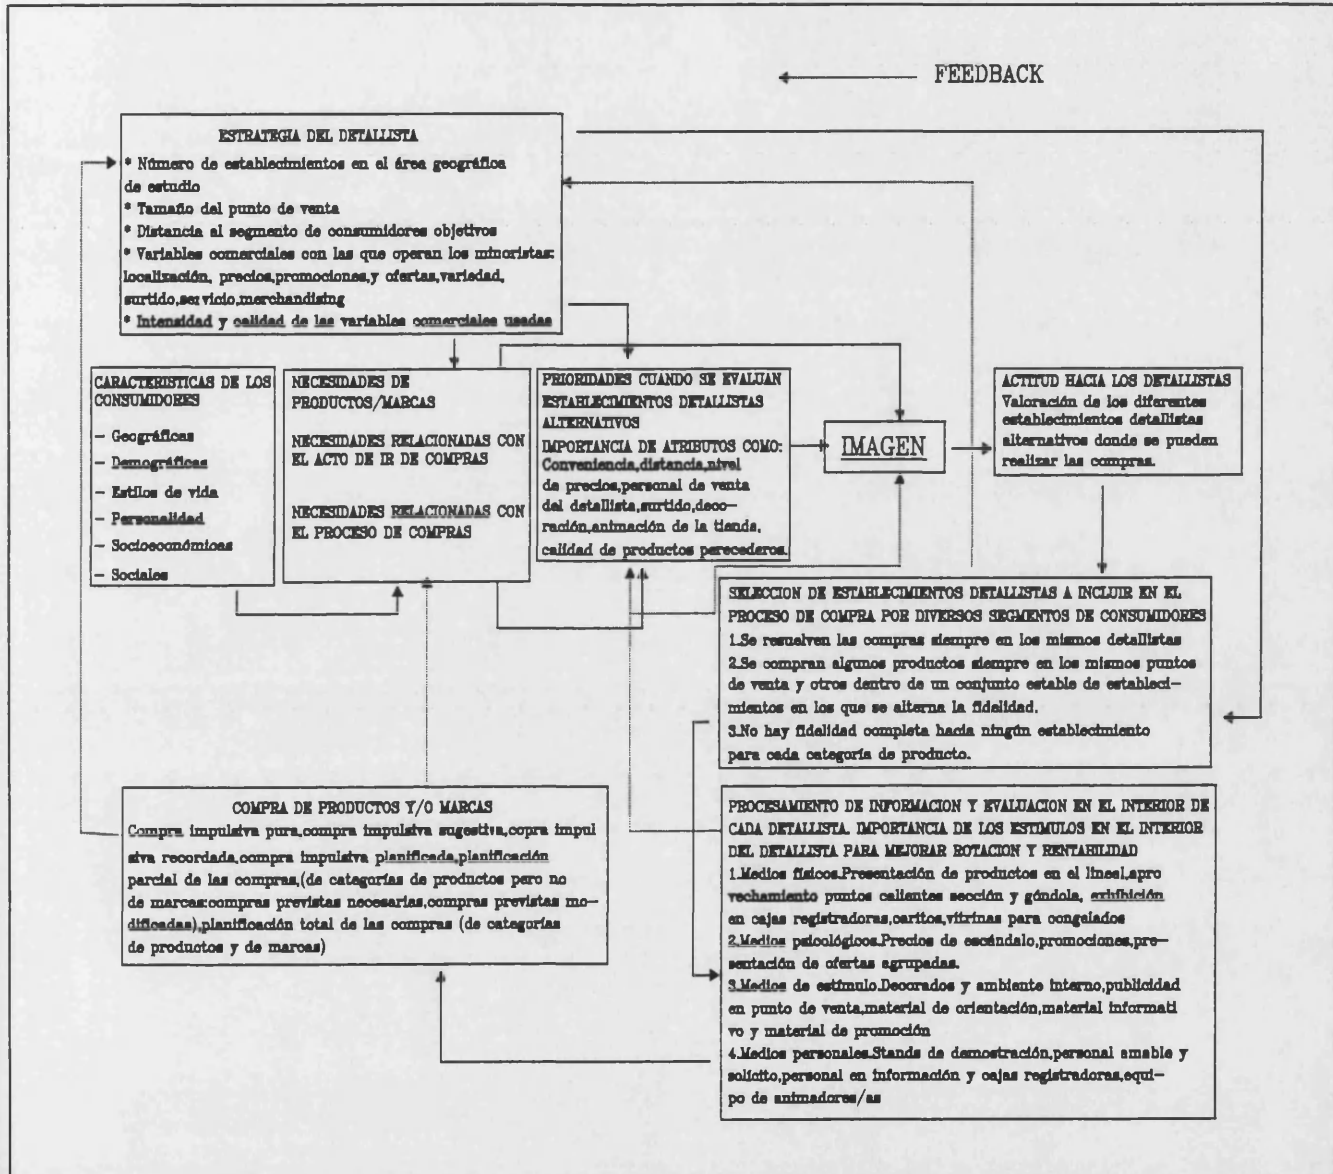 FEEDBACK
ESTRATEGIA DEL DETALLISTA
* Número de establecimientos en el área geográfica
de estudio
* Tamaño del punto de venta
* Distancia al segmento de consumidores objetivos
* Variables comerciales con las que operan los minoristas:
localización, precios,promociones,y ofertas,variedad,
surtido,servicio,merchandising
* Intensidad y calidad de las variables comerciales usadas
CARACTERISTICAS DE LOS
CONSUMIDORES
- Geográficas
- Demográficas
- Estilos de vida
- Personalidad
- Socioeconómicas
- Sociales
NECESIDADES DE
PRODUCTOS/MARCAS
NECESIDADES RELACIONADAS CON
EL ACTO DE IR DE COMPRAS
NECESIDADES RELACIONADAS CON
EL PROCESO DE COMPRAS
PRIORIDADES CUANDO SE EVALUAN
ESTABLECIMIENTOS DETALLISTAS
ALTERNATIVOS
IMPORTANCIA DE ATRIBUTOS COMO:
Conveniencia,distancia,nivel
de precios,personal de venta
del detallista,surtido,deco-
ración,animación de la tienda,
calidad de productos perecederos.
IMAGEN
ACTITUD HACIA LOS DETALLISTAS
Valoración de los diferentes
establecimientos detallistas
alternativos donde se pueden
realizar las compras.
SELECCION DE ESTABLECIMIENTOS DETALLISTAS A INCLUIR EN EL
PROCESO DE COMPRA POR DIVERSOS SEGMENTOS DE CONSUMIDORES
1.Se resuelven las compras siempre en los mismos detallistas
2.Se compran algunos productos siempre en los mismos puntos
de venta y otros dentro de un conjunto estable de estableci-
mientos en los que se alterna la fidelidad.
3.No hay fidelidad completa hacia ningún establecimiento
para cada categoría de producto.
COMPRA DE PRODUCTOS Y/O MARCAS
Compra impulsiva pura,compra impulsiva sugestiva,copra impul
siva recordada,compra impulsiva planificada,planificación
parcial de las compras,(de categorías de productos pero no
de marcas:compras previstas necesarias,compras previstas mo-
dificadas),planificación total de las compras (de categorías
de productos y de marcas)
PROCESAMIENTO DE INFORMACION Y EVALUACION EN EL INTERIOR DE
CADA DETALLISTA. IMPORTANCIA DE LOS ESTIMULOS EN EL INTERIOR
DEL DETALLISTA PARA MEJORAR ROTACION Y RENTABILIDAD
1.Medios físicos.Presentación de productos en el lineal,apro
vechamiento puntos calientes sección y góndola, exhibición
en cajas registradoras,carítos,vitrinas para congelados
2.Medios psicológicos.Precios de escándalo,promociones,pre-
sentación de ofertas agrupadas.
3.Medios de estímulo.Decorados y ambiente interno,publicidad
en punto de venta,material de orientación,material informati
vo y material de promoción
4.Medios personales.Stands de demostración,personal amable y
solícito,personal en información y cajas registradoras,equi-
po de animadores/as